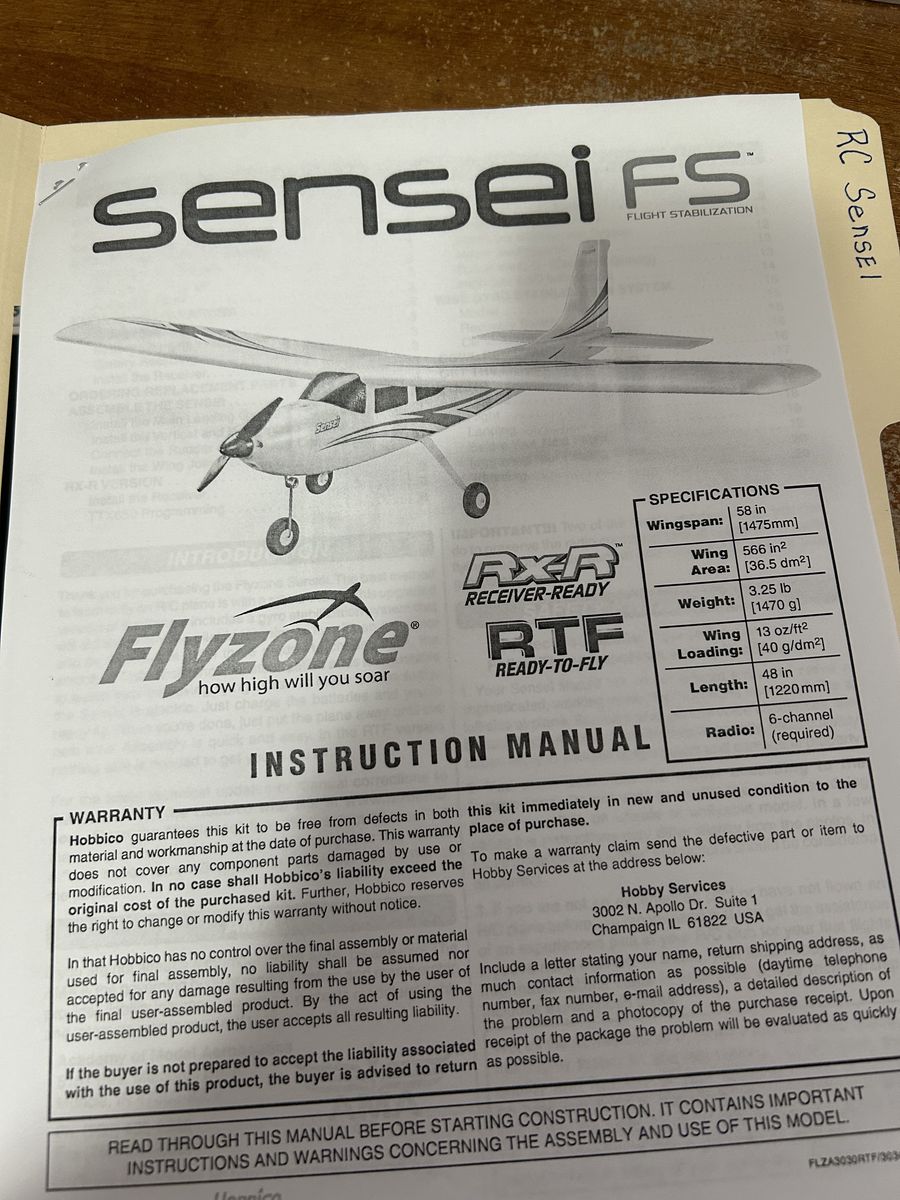 RC SensEI
sensei FS™
FLIGHT STABILIZATION
Sensei
SPECIFICATIONS
Wingspan: 58 in
[1475mm]
Wing Area: 566 in²
[36.5 dm²]
Weight: 3.25 lb
[1470 g]
Wing Loading: 13 oz/ft²
[40 g/dm²]
Length: 48 in
[1220mm]
Radio: 6-channel
(required)
Rx-R™
RECEIVER-READY
RTF
READY-TO-FLY
Flyzone®
how high will you soar
INSTRUCTION MANUAL
WARRANTY
Hobbico guarantees this kit to be free from defects in both
material and workmanship at the date of purchase. This warranty
does not cover any component parts damaged by use or
modification. In no case shall Hobbico's liability exceed the
original cost of the purchased kit. Further, Hobbico reserves
the right to change or modify this warranty without notice.
In that Hobbico has no control over the final assembly or material
used for final assembly, no liability shall be assumed nor
accepted for any damage resulting from the use by the user of
the final user-assembled product. By the act of using the
user-assembled product, the user accepts all resulting liability.
If the buyer is not prepared to accept the liability associated
with the use of this product, the buyer is advised to return
this kit immediately in new and unused condition to the
place of purchase.
To make a warranty claim send the defective part or item to
Hobby Services at the address below:
Hobby Services
3002 N. Apollo Dr. Suite 1
Champaign IL 61822 USA
Include a letter stating your name, return shipping address, as
much contact information as possible (daytime telephone
number, fax number, e-mail address), a detailed description of
the problem and a photocopy of the purchase receipt. Upon
receipt of the package the problem will be evaluated as quickly
as possible.
READ THROUGH THIS MANUAL BEFORE STARTING CONSTRUCTION. IT CONTAINS IMPORTANT
INSTRUCTIONS AND WARNINGS CONCERNING THE ASSEMBLY AND USE OF THIS MODEL.